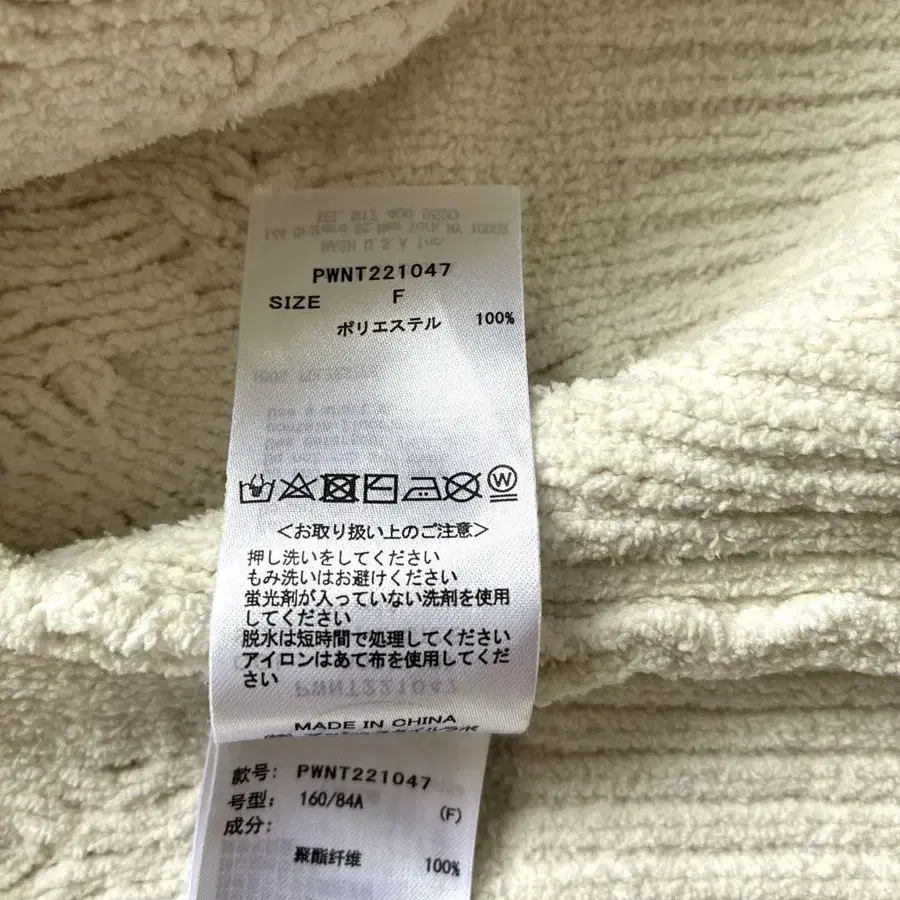 PWNT221047
SIZE F
ポリエステル 100%
W
<お取り扱い上のご注意>
押し洗いをしてください
もみ洗いはお避けください
蛍光剤が入っていない洗剤を使用
してください
脱水は短時間で処理してください
アイロンはあて布を使用してくだ
さい
MADE IN CHINA
款号: PWNT221047
号型: 160/84A (F)
成分:
聚酯纤维 100%